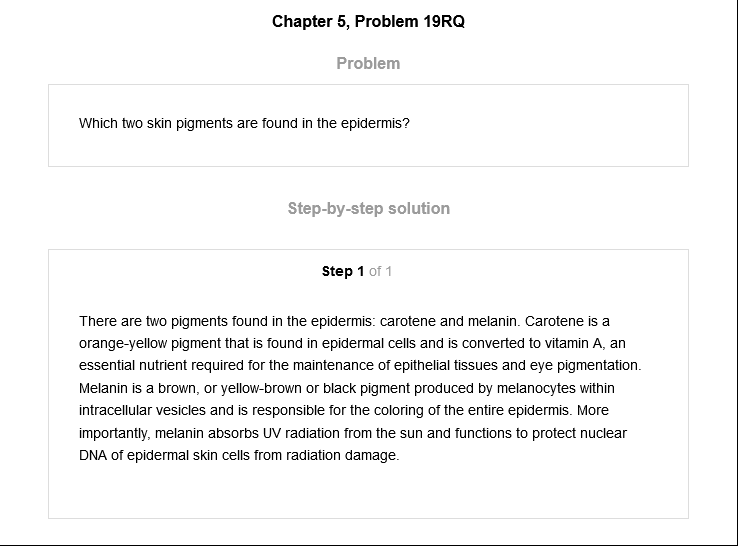 Chapter 5, Problem 19RQ
Problem
Which two skin pigments are found in the epidermis?
Step-by-step solution
Step 1 of 1
There are two pigments found in the epidermis: carotene and melanin. Carotene is a
orange-yellow pigment that is found in epidermal cells and is converted to vitamin A, an
essential nutrient required for the maintenance of epithelial tissues and eye pigmentation.
Melanin is a brown, or yellow-brown or black pigment produced by melanocytes within
intracellular vesicles and is responsible for the coloring of the entire epidermis. More
importantly, melanin absorbs UV radiation from the sun and functions to protect nuclear
DNA of epidermal skin cells from radiation damage.